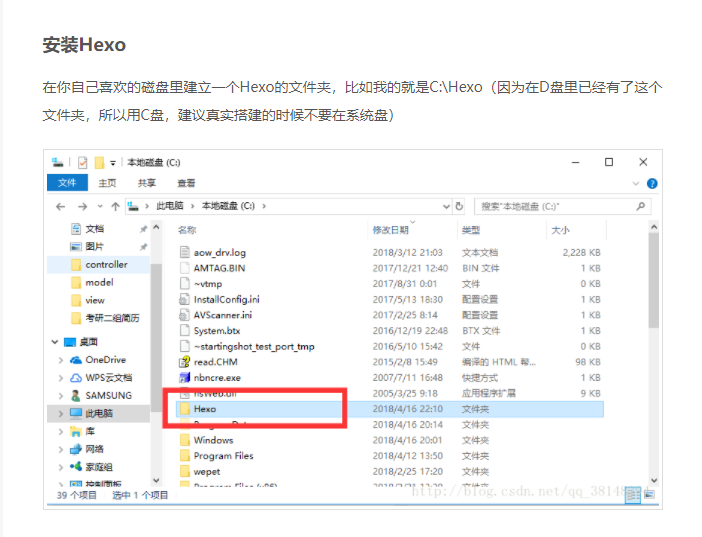 安装Hexo
在你自己喜欢的磁盘里建立一个Hexo的文件夹，比如我的就是C:\Hexo（因为在D盘里已经有了这个
文件夹，所以用C盘，建议真实搭建的时候不要在系统盘）
本地磁盘 (C:)
文件 主页 共享 查看
此电脑 本地磁盘 (C:) 搜索"本地磁盘 (C:)"
文档
图片
controller
model
view
考研二组简历
桌面
OneDrive
WPS云文档
SAMSUNG
此电脑
库
网络
家庭组
控制面板
名称 修改日期 类型 大小
aow_drv.log 2018/3/12 21:03 文本文档 2,228 KB
AMTAG.BIN 2017/12/21 12:40 BIN 文件 1 KB
~vtmp 2017/8/31 0:01 文件 0 KB
InstallConfig.ini 2017/5/13 18:30 配置设置 1 KB
AVScanner.ini 2017/2/25 8:14 配置设置 1 KB
System.btx 2016/12/19 22:48 BTX 文件 1 KB
~startingshot_test_port_tmp 2016/5/10 15:42 文件 0 KB
read.CHM 2015/2/8 15:49 编译的 HTML 帮... 98 KB
nbncre.exe 2007/7/11 16:48 快捷方式 1 KB
2005/3/25 9:18 应用程序扩展 9 KB
Hexo 2018/4/16 22:10 文件夹
2018/4/16 20:14 文件夹
Windows 2018/4/16 20:01 文件夹
Program Files 2018/4/12 13:50 文件夹
wepet 2018/2/25 17:20 文件夹
Program Files (x86) 文件夹
39 个项目 选中 1 个项目